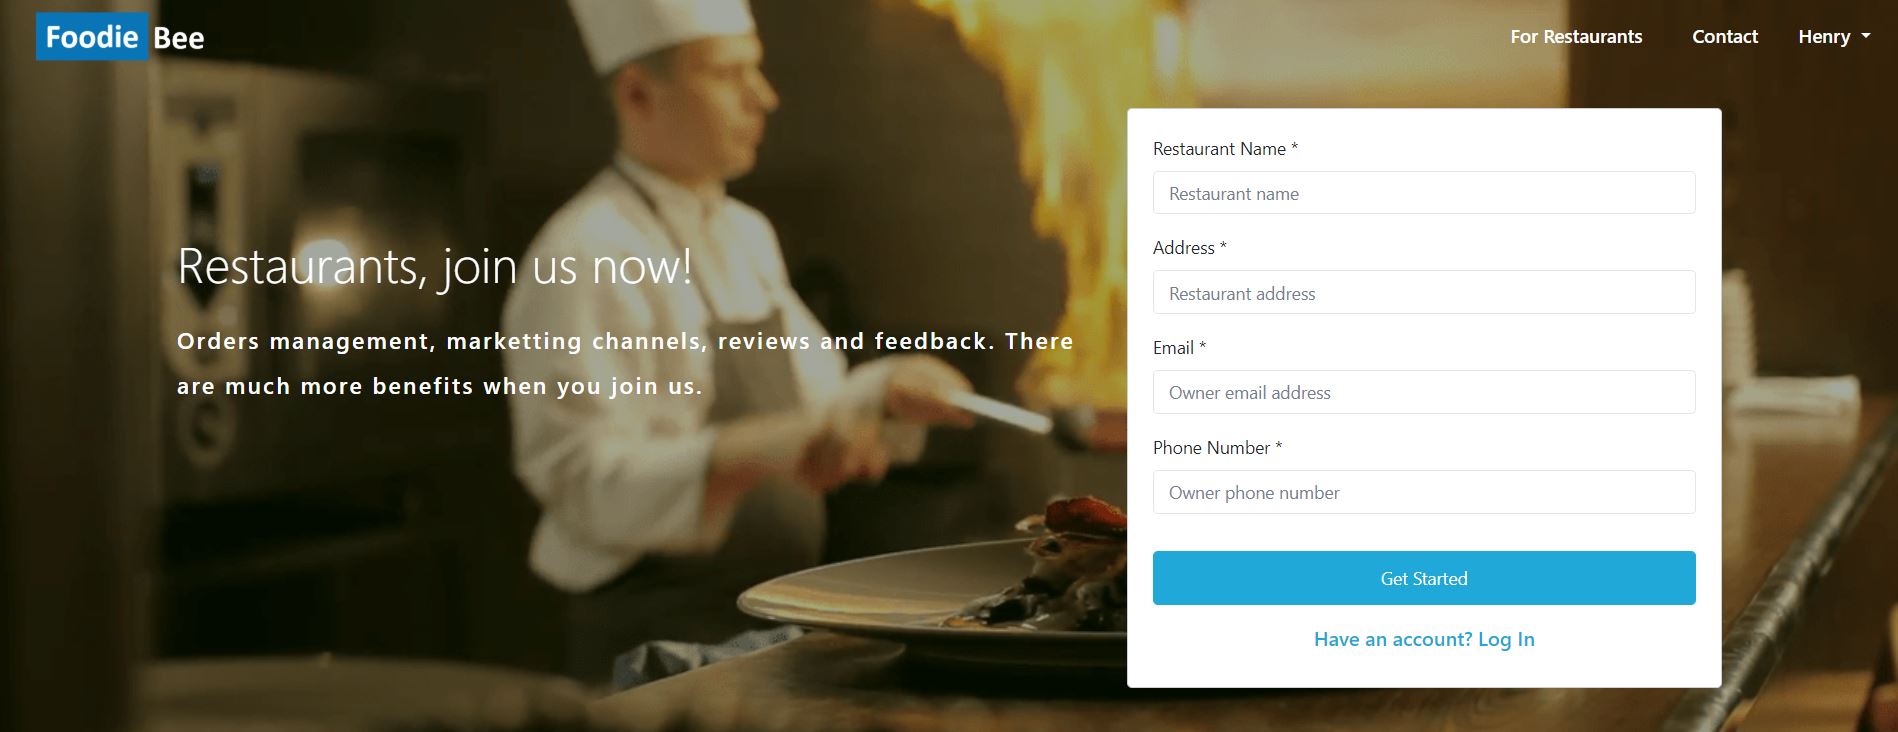 Foodie Bee
For Restaurants
Contact
Henry
Restaurants, join us now!
Orders management, marketting channels, reviews and feedback. There
are much more benefits when you join us.
Restaurant Name *
Restaurant name
Address *
Restaurant address
Email *
Owner email address
Phone Number *
Owner phone number
Get Started
Have an account? Log In